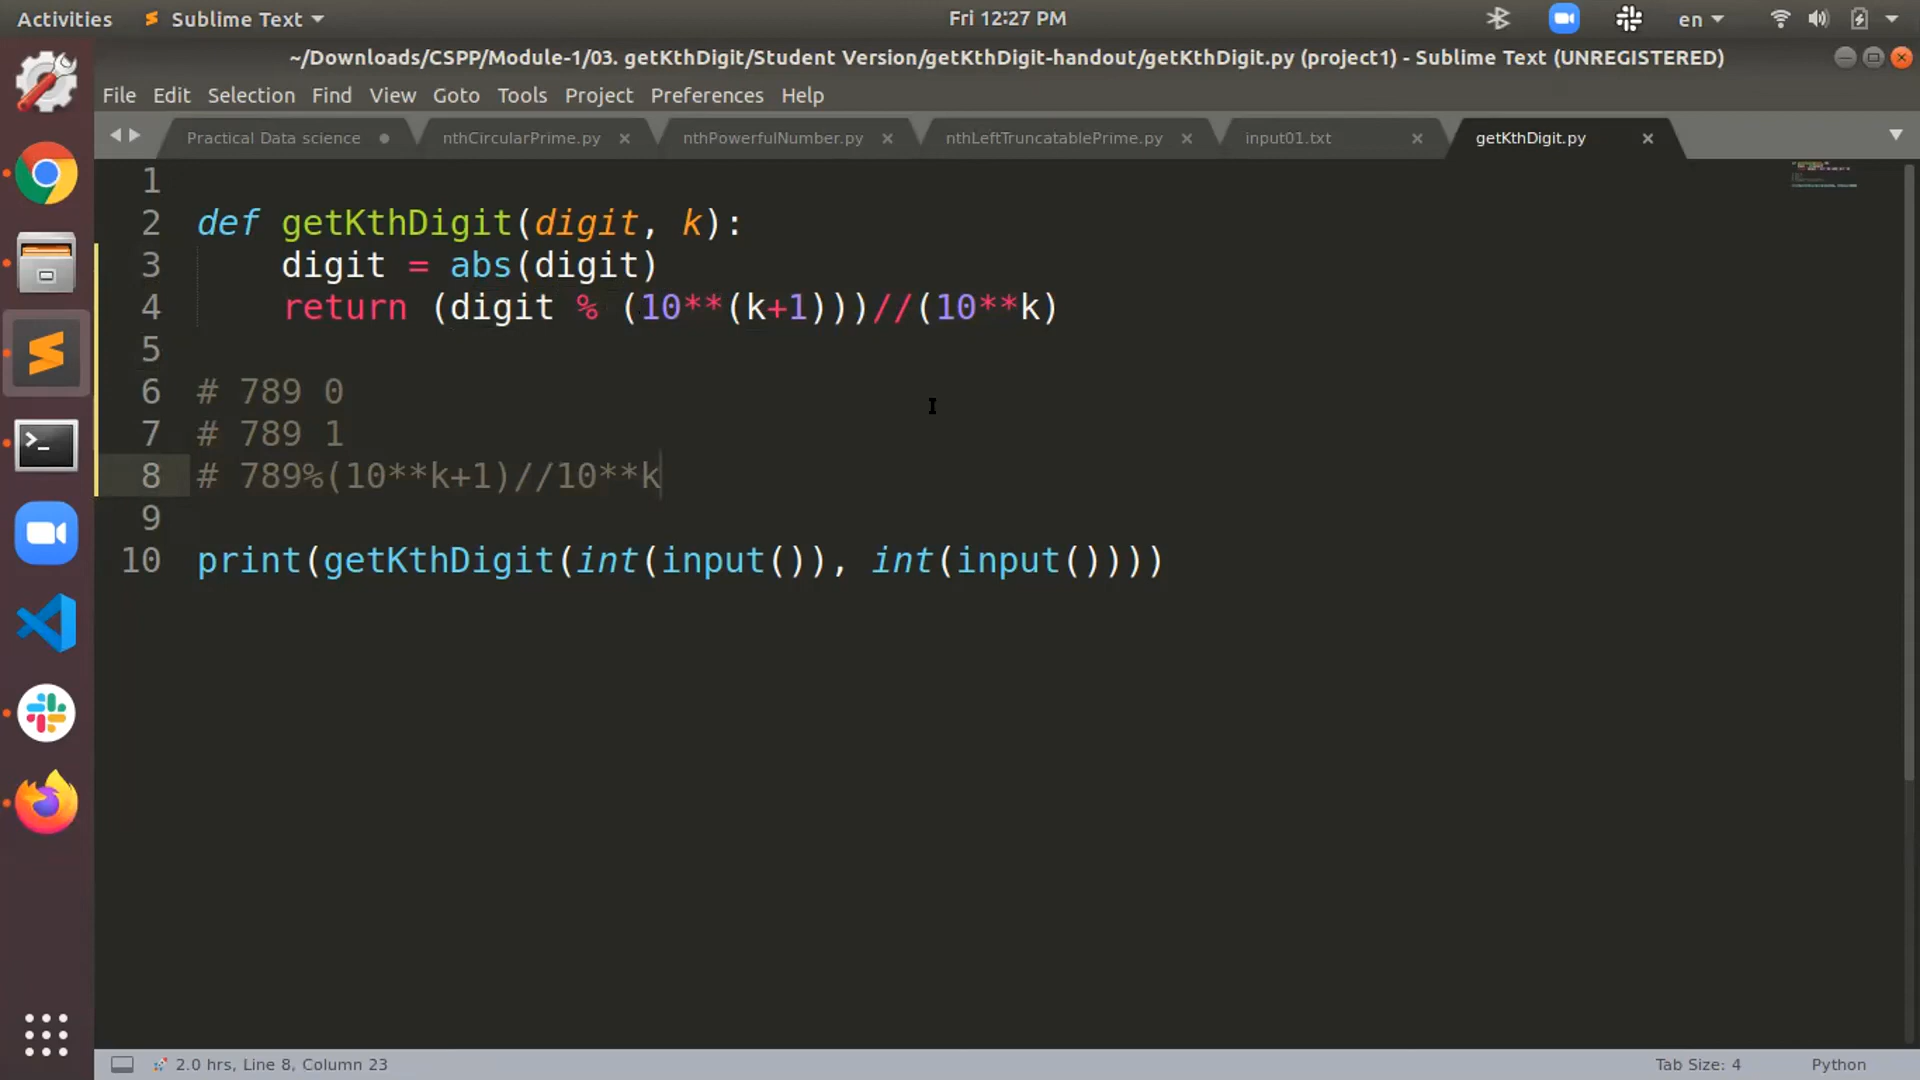 Activities Sublime Text Fri 12:27 PM en
~/Downloads/CSPP/Module-1/03. getKthDigit/Student Version/getKthDigit-handout/getKthDigit.py (project1) - Sublime Text (UNREGISTERED)
File Edit Selection Find View Goto Tools Project Preferences Help
Practical Data science nthCircularPrime.py nthPowerfulNumber.py nthLeftTruncatablePrime.py input01.txt getKthDigit.py
1
2 def getKthDigit(digit, k):
3 digit = abs(digit)
4 return (digit % (10**(k+1)))//(10**k)
5
6 # 789 0
7 # 789 1
8 # 789%(10**k+1)//10**k
9
10 print(getKthDigit(int(input()), int(input())))
2.0 hrs, Line 8, Column 23 Tab Size: 4 Python